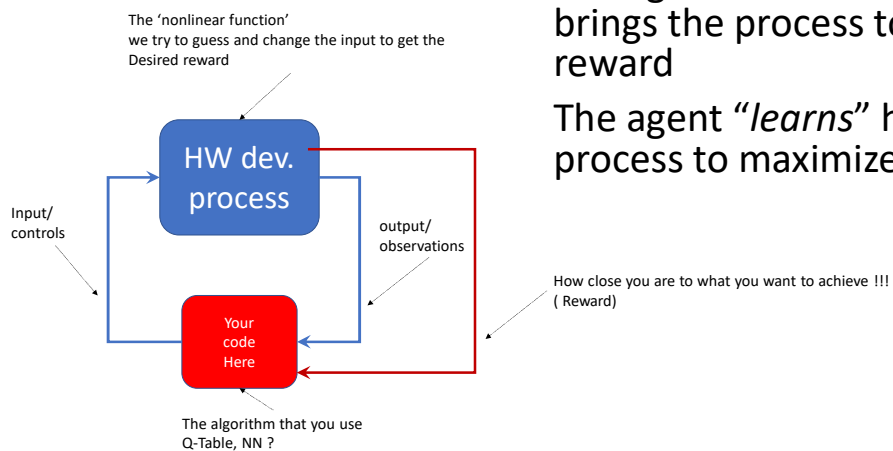 The ‘nonlinear function’
we try to guess and change the input to get the
Desired reward
brings the process to
reward
The agent “learns”
process to maximize
HW dev.
process
Input/
controls
output/
observations
How close you are to what you want to achieve !!!
( Reward)
Your
code
Here
The algorithm that you use
Q-Table, NN ?